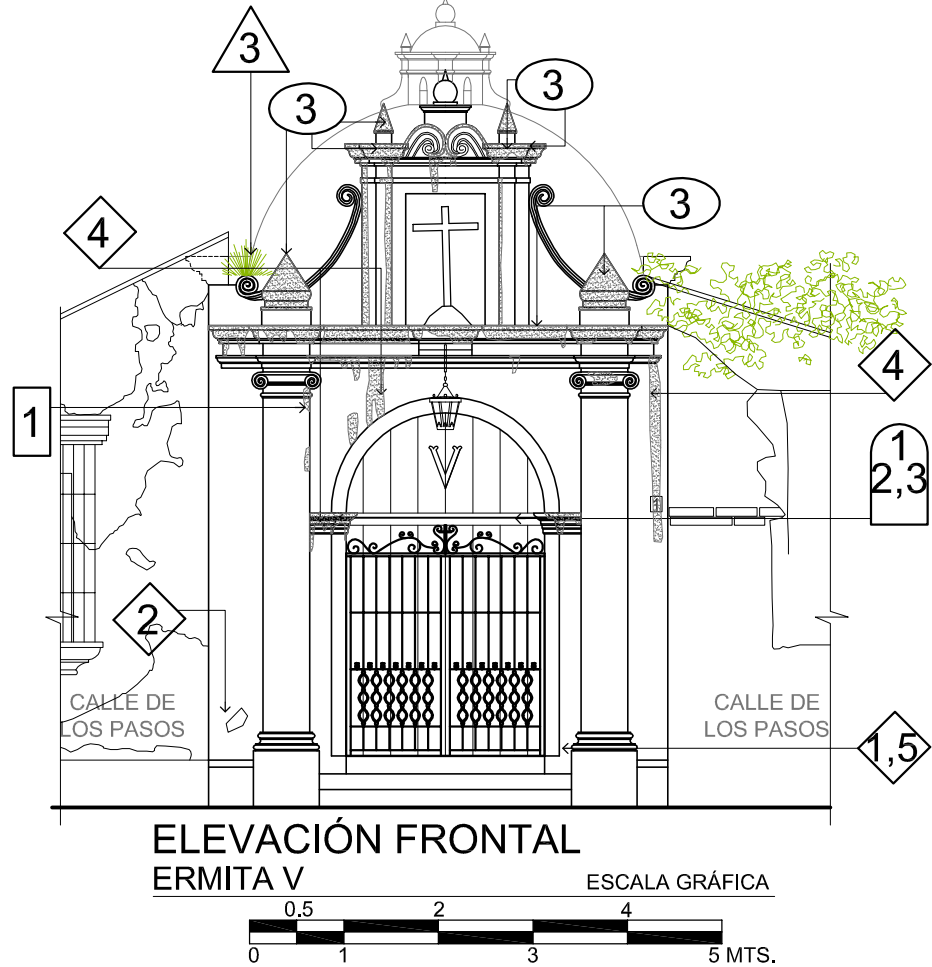 3
3
3
4
3
4
1
1
2,3
1
V
2
CALLE DE
LOS PASOS
CALLE DE
LOS PASOS
1,5
ELEVACIÓN FRONTAL
ERMITA V
ESCALA GRÁFICA
0.5 2 4
0 1 3 5 MTS.